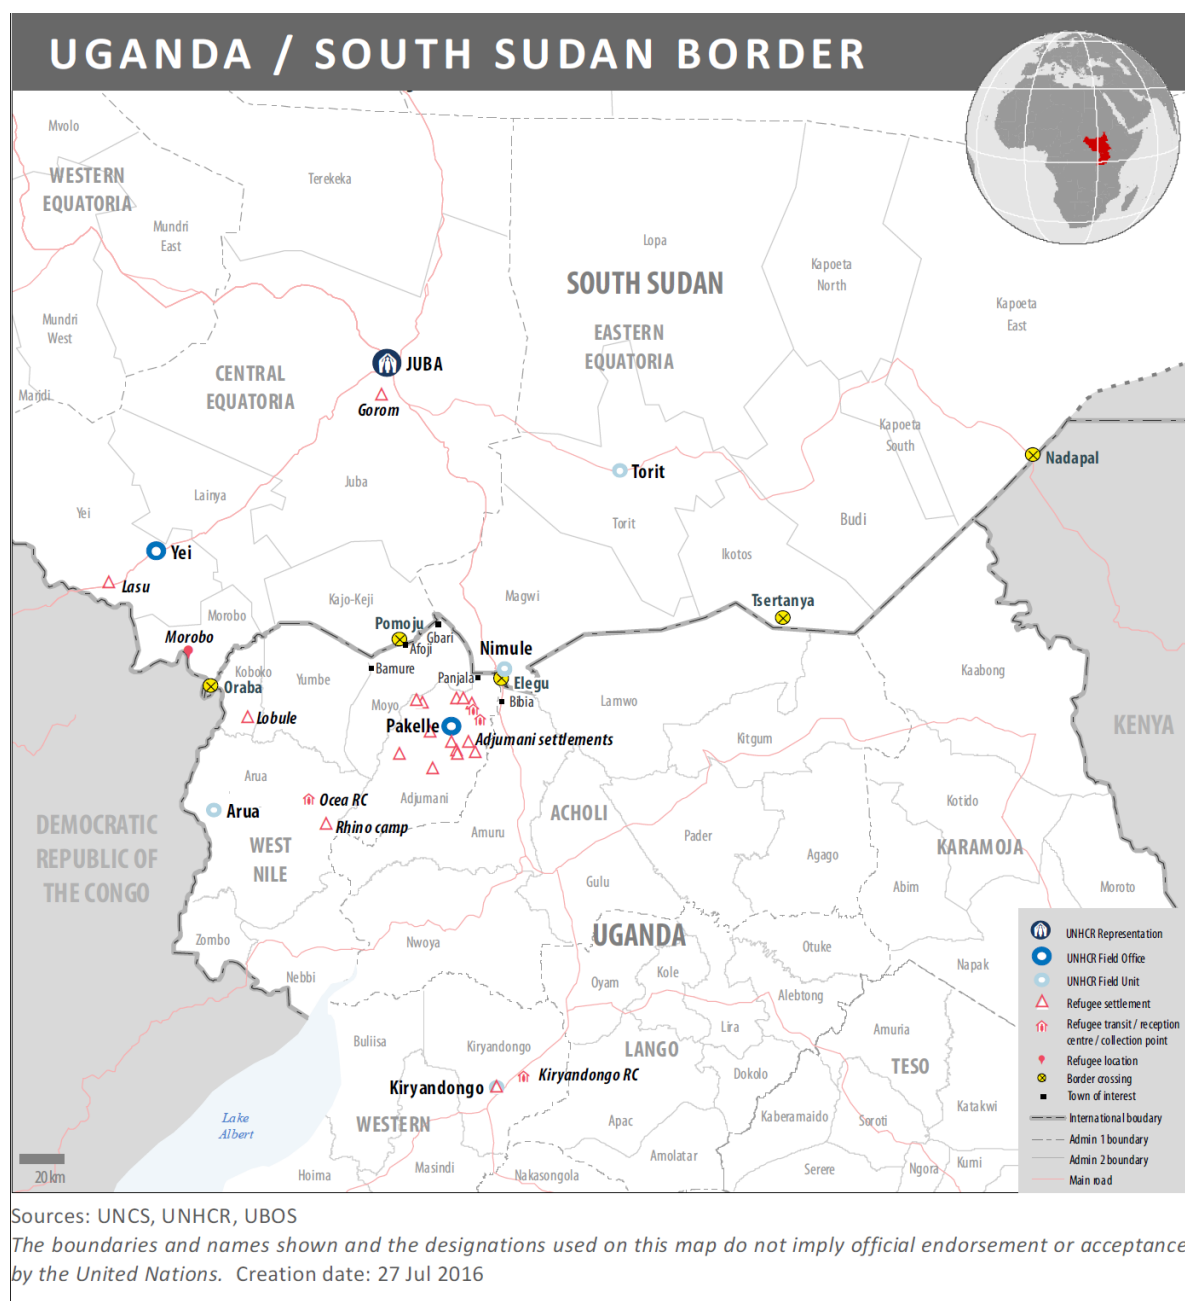 UGANDA / SOUTH SUDAN BORDER
Mvolo
WESTERN
EQUATORIA
Terekeka
Mundri
East
Lopa
SOUTH SUDAN
Kapoeta
North
Kapoeta
East
Mundri
West
EASTERN
EQUATORIA
CENTRAL
EQUATORIA
JUBA
Maridi
Gorom
Kapoeta
South
Nadapal
Torit
Juba
Lainya
Yei
Torit
Budi
Yei
Ikotos
Lasu
Kajo-Keji
Magwi
Tsertanya
Morobo
Pomoju
Gbari
Morobo
Afoji
Nimule
Koboko
Yumbe
Bamure
Panjala
Elegu
Kaabong
Oraba
Moyo
Bibia
Lamwo
Lobule
Pakelle
KENYA
Adjumani settlements
Kitgum
Arua
Ocea RC
Adjumani
Kotido
Arua
ACHOLI
DEMOCRATIC
REPUBLIC OF
THE CONGO
Rhino camp
Amuru
Pader
WEST
NILE
KARAMOJA
Agago
Gulu
Abim
Moroto
Zombo
Nwoya
UGANDA
Otuke
Napak
Nebbi
Kole
Oyam
Alebtong
Buliisa
Kiryandongo
Lira
Amuria
LANGO
TESO
Kiryandongo
Kiryandongo RC
Dokolo
Lake
Albert
WESTERN
Apac
Kaberamaido
Soroti
Katakwi
Hoima
Masindi
Nakasongola
Amolatar
Serere
Ngora
Kumi
20 km
UNHCR Representation
UNHCR Field Office
UNHCR Field Unit
Refugee settlement
Refugee transit / reception
centre / collection point
Refugee location
Border crossing
Town of interest
International boudary
Admin 1 boundary
Admin 2 boundary
Main road
Sources: UNCS, UNHCR, UBOS
The boundaries and names shown and the designations used on this map do not imply official endorsement or acceptance
by the United Nations. Creation date: 27 Jul 2016